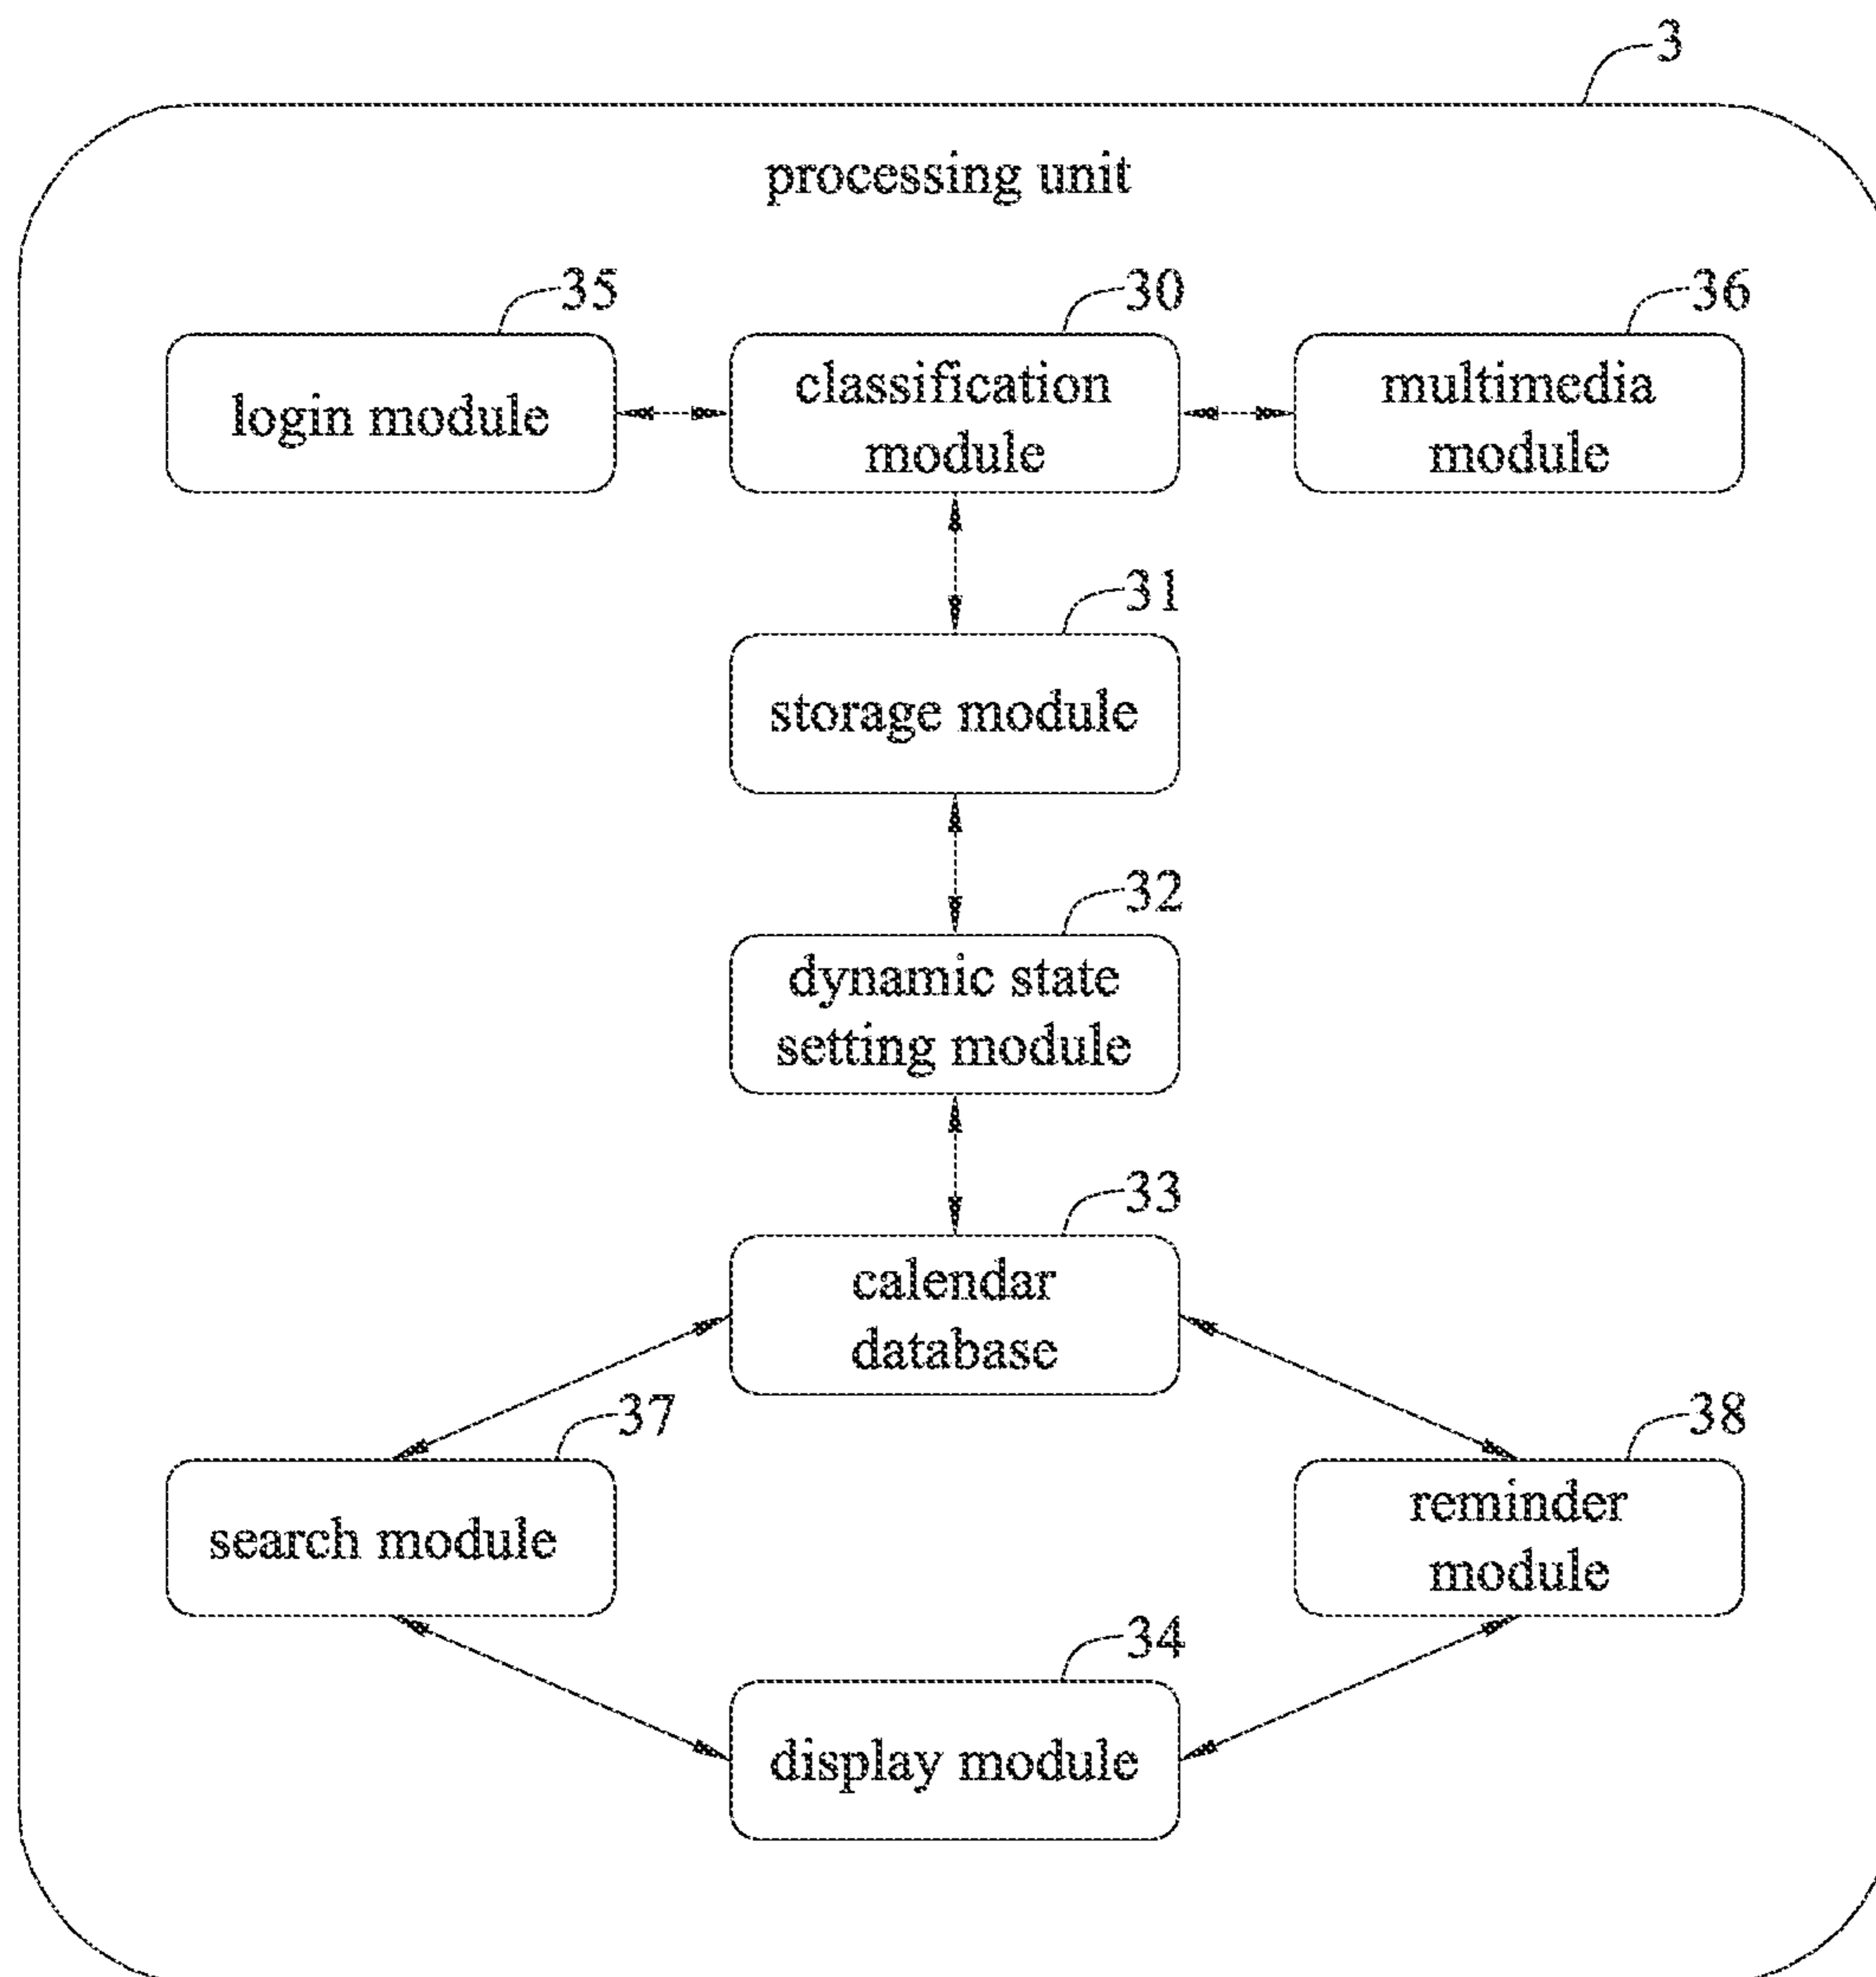 3
processing unit
35
30
36
login module
classification
module
multimedia
module
31
storage module
32
dynamic state
setting module
33
calendar
database
37
38
search module
reminder
module
34
display module